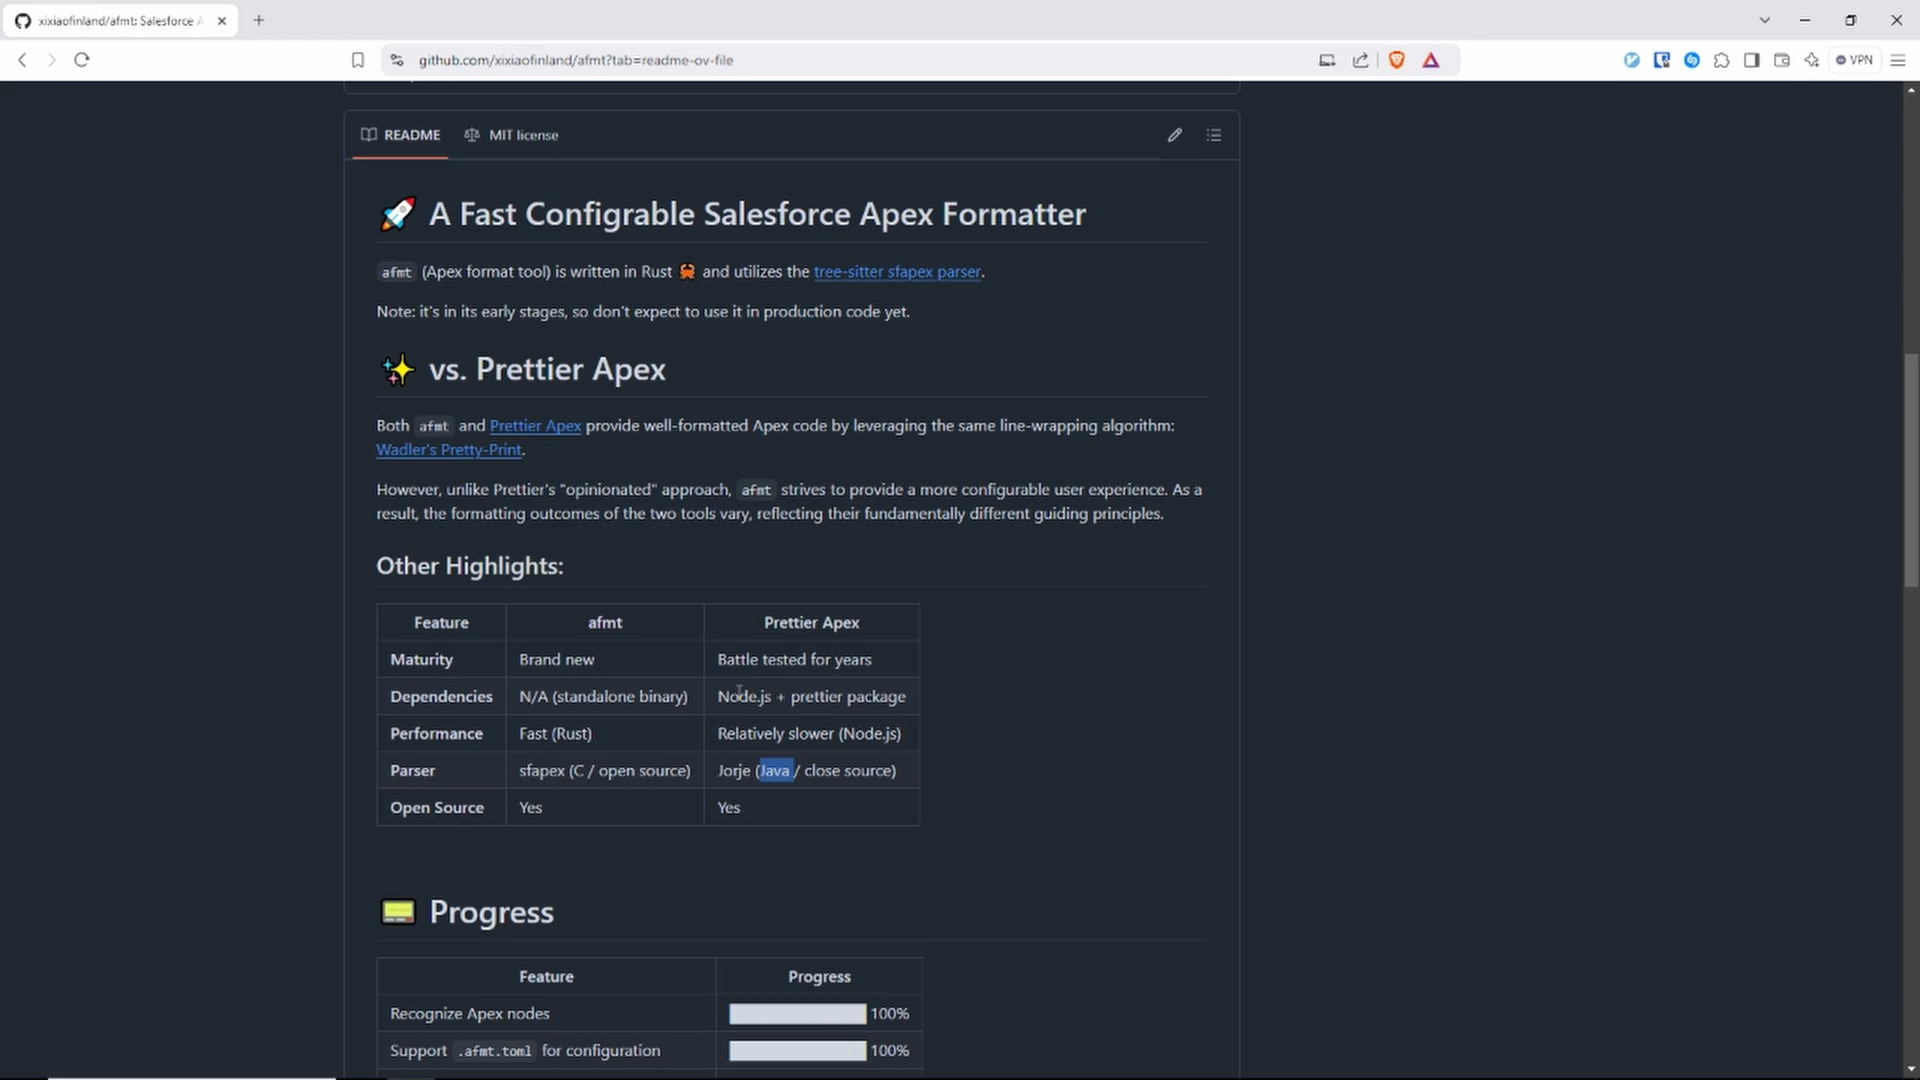 xixiaofinland/afmt: Salesforce A
github.com/xixiaofinland/afmt?tab=readme-ov-file
VPN
README
MIT license
🚀 A Fast Configrable Salesforce Apex Formatter
afmt (Apex format tool) is written in Rust 🦀 and utilizes the tree-sitter sfapex parser.
Note: it's in its early stages, so don't expect to use it in production code yet.
✨ vs. Prettier Apex
Both afmt and Prettier Apex provide well-formatted Apex code by leveraging the same line-wrapping algorithm:
Wadler's Pretty-Print.
However, unlike Prettier's "opinionated" approach, afmt strives to provide a more configurable user experience. As a
result, the formatting outcomes of the two tools vary, reflecting their fundamentally different guiding principles.
Other Highlights:
Feature afmt Prettier Apex
Maturity Brand new Battle tested for years
Dependencies N/A (standalone binary) Node.js + prettier package
Performance Fast (Rust) Relatively slower (Node.js)
Parser sfapex (C / open source) Jorje (Java / close source)
Open Source Yes Yes
📟 Progress
Feature Progress
Recognize Apex nodes 100%
Support .afmt.toml for configuration 100%